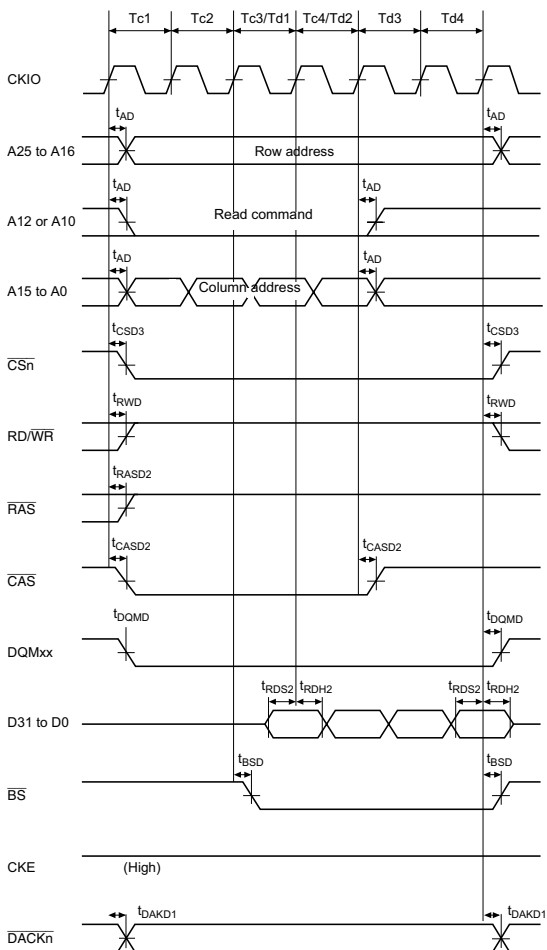 Tc1 Tc2 Tc3/Td1 Tc4/Td2 Td3 Td4
CKIO
tAD tAD
A25 to A16 Row address
tAD tAD
A12 or A10 Read command
tAD tAD
A15 to A0 Column address
tCSD3 tCSD3
CSn
tRWD tRWD
RD/WR
tRASD2
RAS
tCASD2 tCASD2
CAS
tDQMD tDQMD
DQMxx
tRDS2 tRDH2 tRDS2 tRDH2
D31 to D0
tBSD tBSD
BS
CKE (High)
tDAKD1 tDAKD1
DACKn